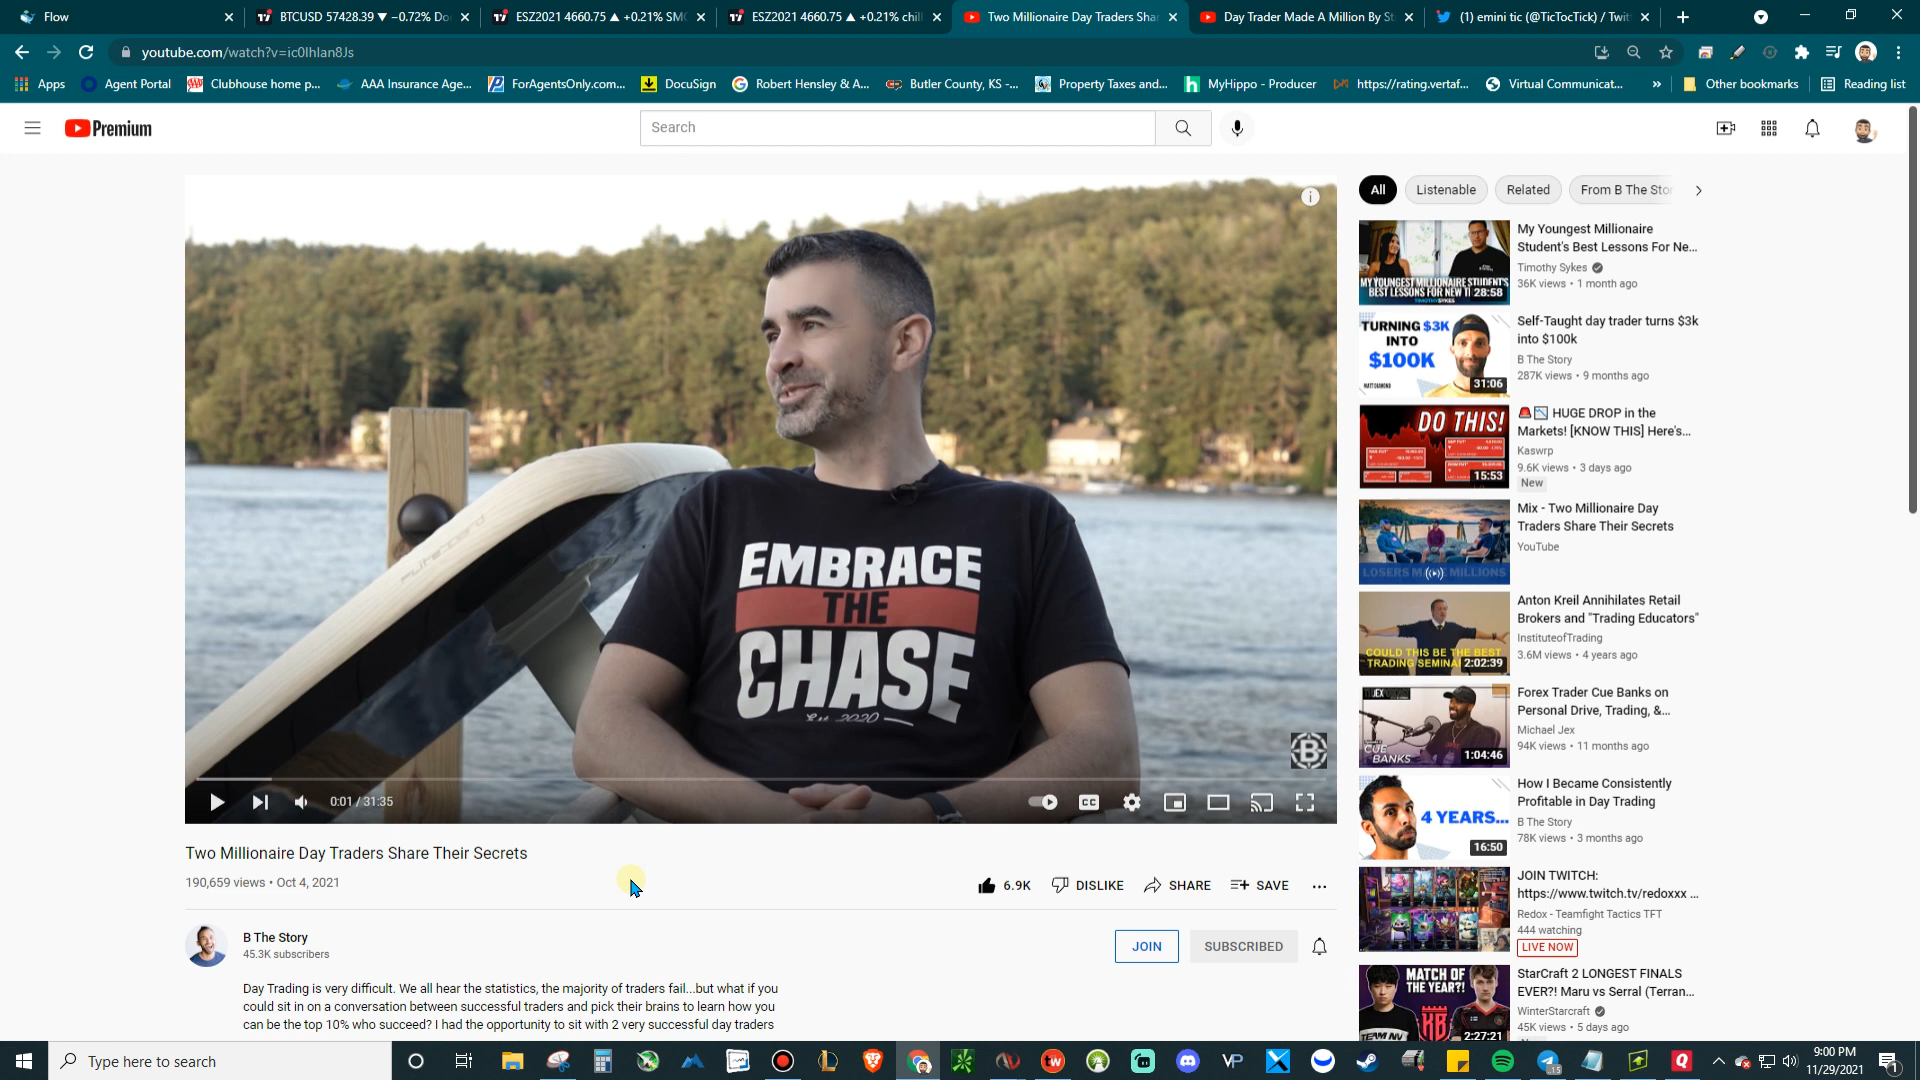 Flow
BTCUSD 57428.39 ▼ −0.72% Do
ESZ2021 4660.75 ▲ +0.21% SM
ESZ2021 4660.75 ▲ +0.21% chil
Two Millionaire Day Traders Shar
Day Trader Made A Million By St
(1) emini tic (@TicTocTick) / Twit
youtube.com/watch?v=ic0lhlan8Js
Apps
Agent Portal
Clubhouse home p...
AAA Insurance Age...
ForAgentsOnly.com...
DocuSign
Robert Hensley & A...
Butler County, KS -...
Property Taxes and...
MyHippo - Producer
https://rating.vertaf...
Virtual Communicat...
»
Other bookmarks
Reading list
Premium
Search
All
Listenable
Related
From B The Stor
EMBRACE
THE
CHASE
Est. 2020
0:01 / 31:35
CC
Two Millionaire Day Traders Share Their Secrets
190,659 views • Oct 4, 2021
6.9K
DISLIKE
SHARE
SAVE
B The Story
45.3K subscribers
JOIN
SUBSCRIBED
Day Trading is very difficult. We all hear the statistics, the majority of traders fail...but what if you
could sit in on a conversation between successful traders and pick their brains to learn how you
can be the top 10% who succeed? I had the opportunity to sit with 2 very successful day traders
MY YOUNGEST MILLIONAIRE STUDENT'S
BEST LESSONS FOR NEW T
28:58
My Youngest Millionaire
Student's Best Lessons For Ne...
Timothy Sykes
36K views • 1 month ago
TURNING $3K
INTO
$100K
MATT DIAMOND
31:06
Self-Taught day trader turns $3k
into $100k
B The Story
287K views • 9 months ago
DO THIS!
15:53
🚨📉 HUGE DROP in the
Markets! [KNOW THIS] Here's...
Kaswrp
9.6K views • 3 days ago
New
LOSERS MAKE MILLIONS
Mix - Two Millionaire Day
Traders Share Their Secrets
YouTube
COULD THIS BE THE BEST
TRADING SEMINA
2:02:39
Anton Kreil Annihilates Retail
Brokers and "Trading Educators"
InstituteofTrading
3.6M views • 4 years ago
CUE
BANKS
1:04:46
Forex Trader Cue Banks on
Personal Drive, Trading, &...
Michael Jex
94K views • 11 months ago
4 YEARS...
16:50
How I Became Consistently
Profitable in Day Trading
B The Story
78K views • 3 months ago
JOIN TWITCH:
https://www.twitch.tv/redoxxx ...
Redox - Teamfight Tactics TFT
444 watching
LIVE NOW
MATCH OF
THE YEAR?!
2:27:21
StarCraft 2 LONGEST FINALS
EVER?! Maru vs Serral (Terran...
WinterStarcraft
45K views • 5 days ago
Type here to search
9:00 PM
11/29/2021